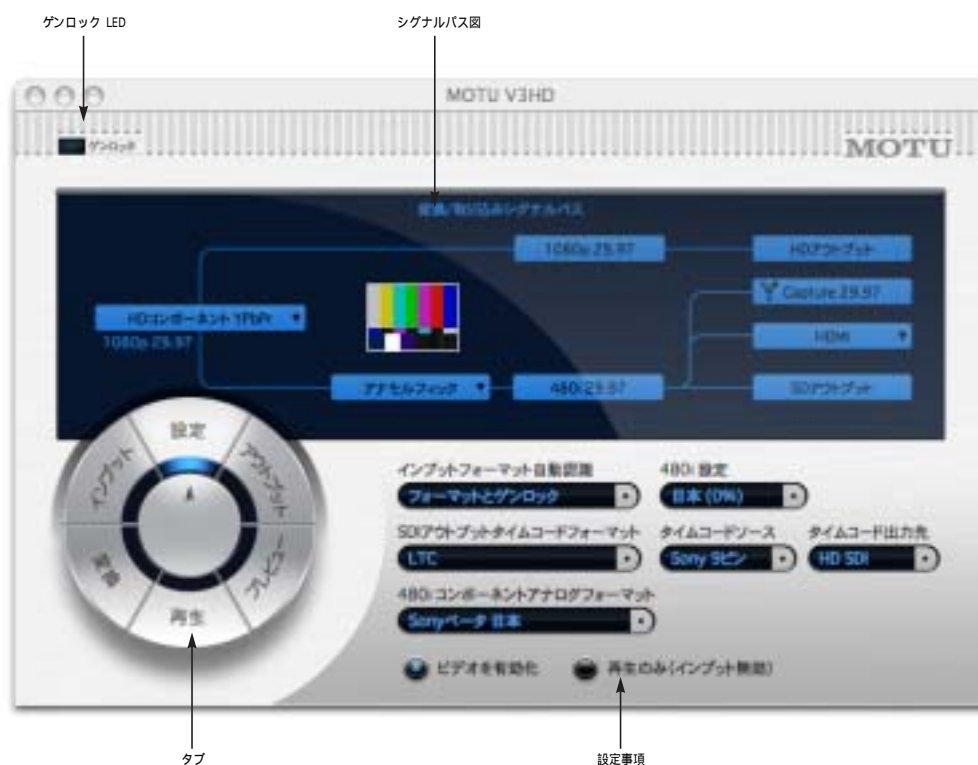 ゲンロック LED
シグナルパス図
MOTU V3HD
ゲンロック
MOTU
変換/取り込みシグナルパス
1080p 29.97
HDアウトプット
Capture 29.97
HDコンポーネント YPbPr
1080p 29.97
HDMI
アナモルフィック
480i 29.97
SDアウトプット
設定
インプット
アウトプット
変換
プレビュー
再生
インプットフォーマット自動認識
480i 設定
フォーマットとゲンロック
日本 (0%)
SDIアウトプットタイムコードフォーマット
タイムコードソース
タイムコード出力先
LTC
Sony 9ピン
HD SDI
480i コンポーネントアナログフォーマット
Sonyベータ 日本
ビデオを有効化
再生のみ(インプット無効)
タブ
設定事項